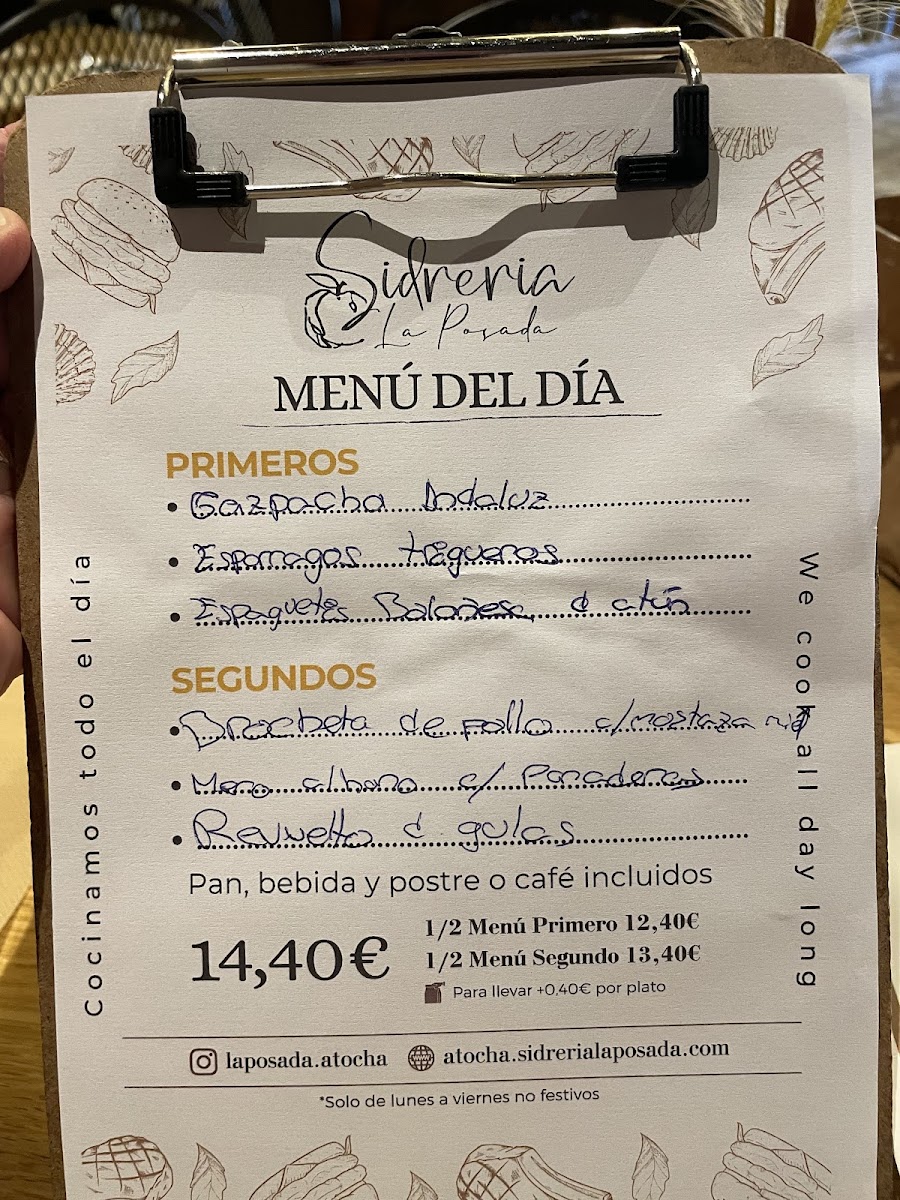 Sidreria
La Posada
MENÚ DEL DÍA
PRIMEROS
• Gazpacho Andaluz
• Esparragos trigueros
• Espaguetis Boloñesa d atún
SEGUNDOS
• Brocheta de pollo c/mostaza miel
• Mero al horno c/ Panaderas
• Revuelto d gulas
Pan, bebida y postre o café incluidos
14,40€
1/2 Menú Primero 12,40€
1/2 Menú Segundo 13,40€
Para llevar +0.40€ por plato
laposada.atocha atocha.sidrerialaposada.com
*Solo de lunes a viernes no festivos
Cocinamos todo el día
We cook all day long